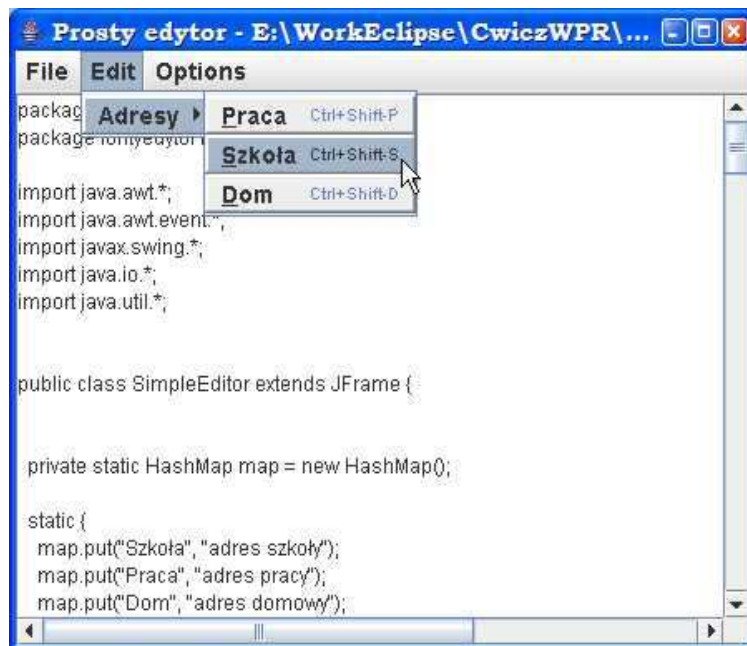 Prosty edytor - E:\WorkEclipse\CwiczWPR\...
File Edit Options
packag
package
Adresy
Praca Ctrl+Shift-P
Szkoła Ctrl+Shift-S
Dom Ctrl+Shift-D
import java.awt.*;
import java.awt.event.*;
import javax.swing.*;
import java.io.*;
import java.util.*;
public class SimpleEditor extends JFrame {
private static HashMap map = new HashMap();
static {
map.put("Szkoła", "adres szkoły");
map.put("Praca", "adres pracy");
map.put("Dom", "adres domowy");